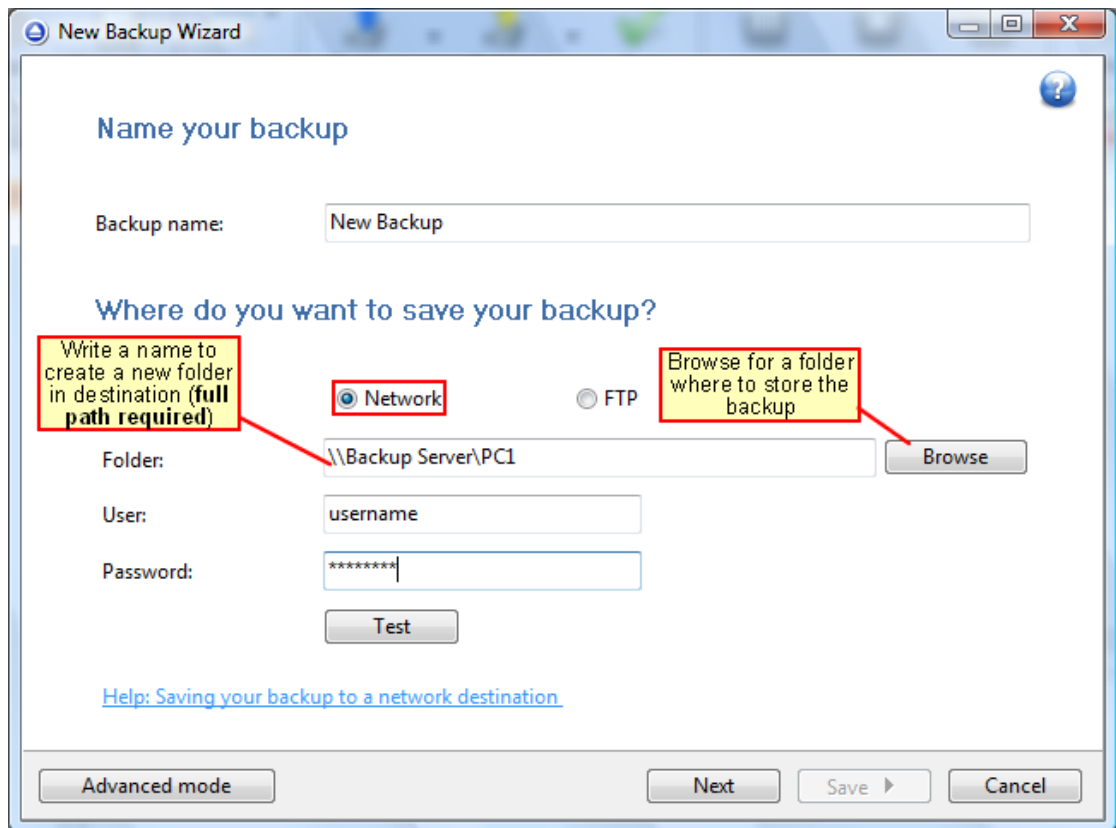 New Backup Wizard
Name your backup
Backup name:
New Backup
Where do you want to save your backup?
Write a name to
create a new folder
in destination (full
path required)
Network
FTP
Browse for a folder
where to store the
backup
Folder:
\\Backup Server\PC1
Browse
User:
username
Password:
********
Test
Help: Saving your backup to a network destination
Advanced mode
Next
Save
Cancel